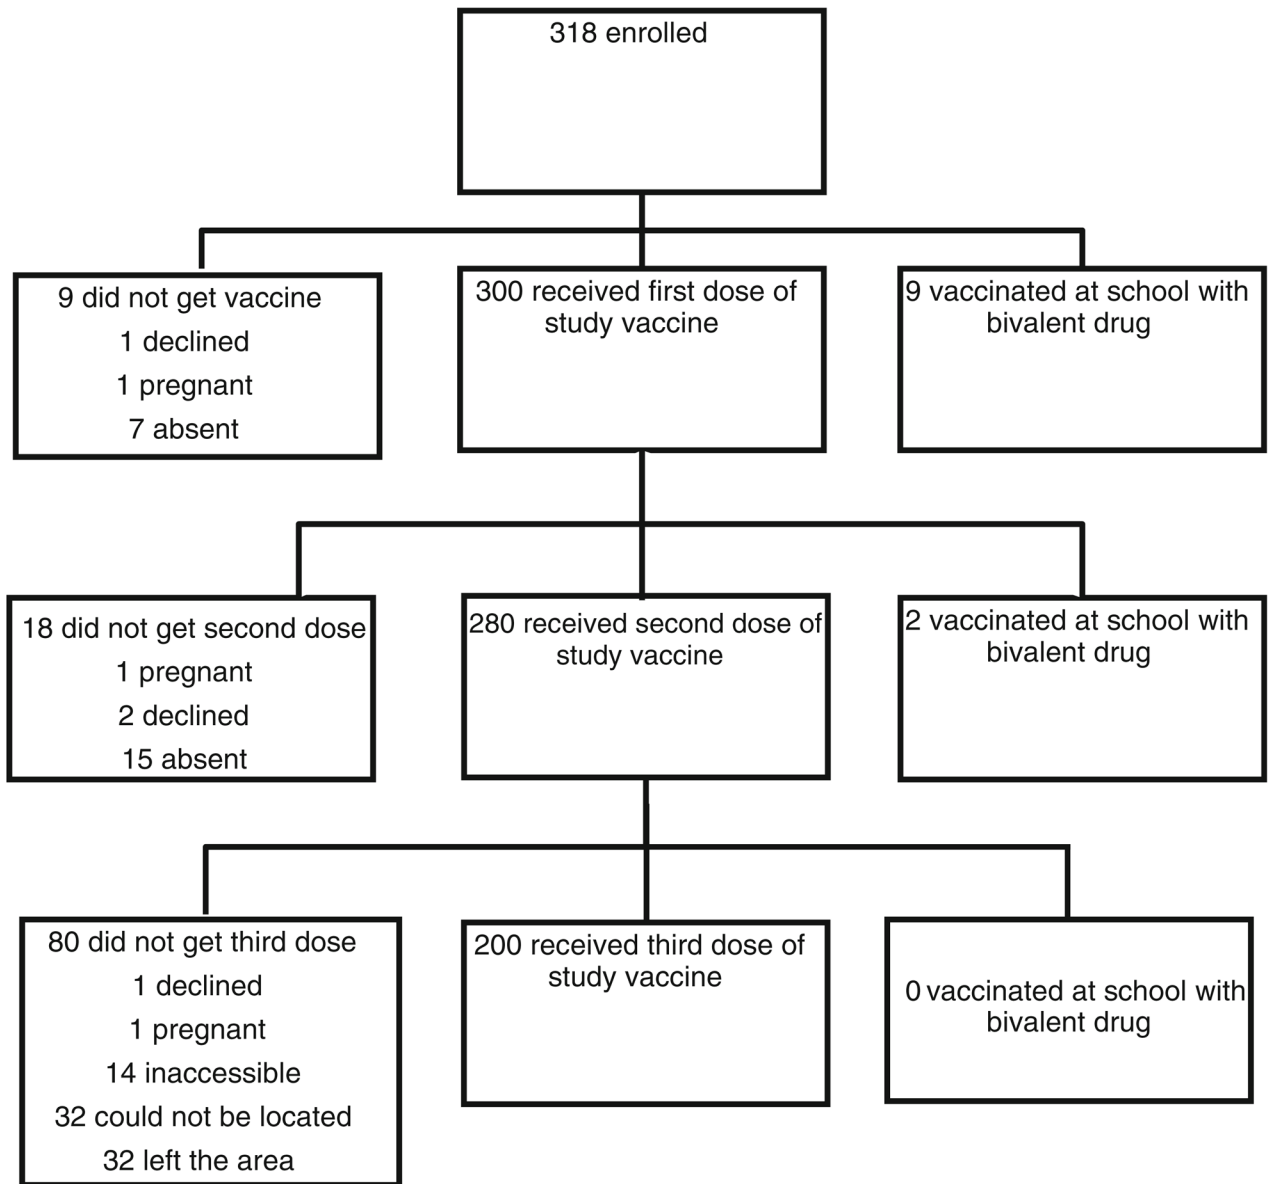 318 enrolled
9 did not get vaccine
1 declined
1 pregnant
7 absent
300 received first dose of
study vaccine
9 vaccinated at school with
bivalent drug
18 did not get second dose
1 pregnant
2 declined
15 absent
280 received second dose of
study vaccine
2 vaccinated at school with
bivalent drug
80 did not get third dose
1 declined
1 pregnant
14 inaccessible
32 could not be located
32 left the area
200 received third dose of
study vaccine
0 vaccinated at school with
bivalent drug